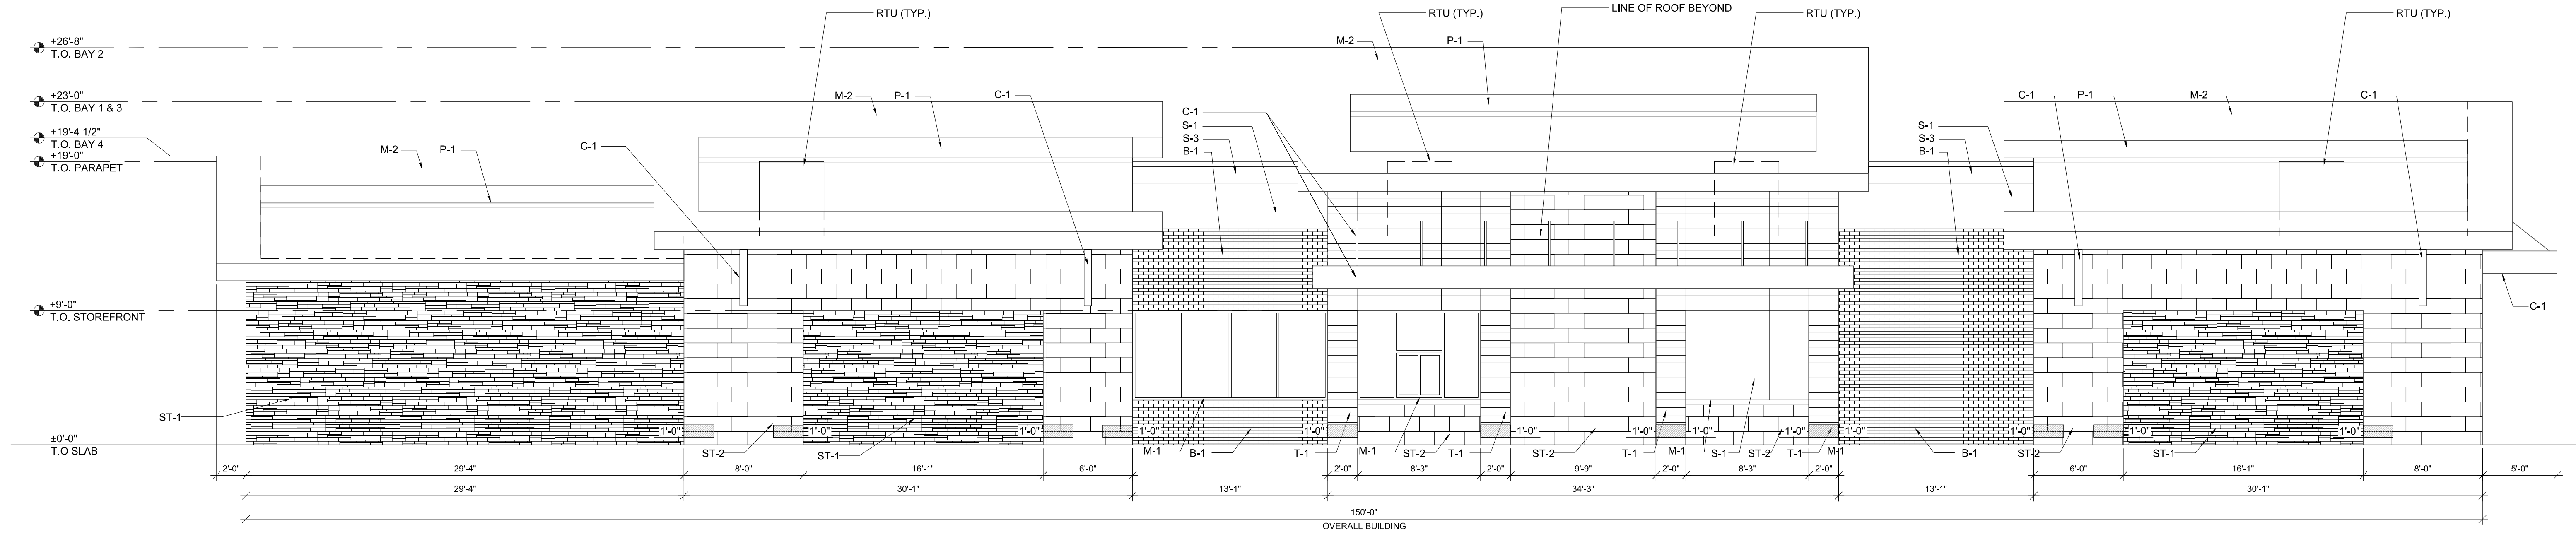 RTU (TYP.)
RTU (TYP.)
LINE OF ROOF BEYOND
RTU (TYP.)
RTU (TYP.)
+26'-8"
T.O. BAY 2
M-2
P-1
+23'-0"
T.O. BAY 1 & 3
M-2
P-1
C-1
C-1
P-1
M-2
C-1
C-1
S-1
S-3
B-1
S-1
S-3
B-1
+19'-4 1/2"
T.O. BAY 4
+19'-0"
T.O. PARAPET
M-2
P-1
C-1
+9'-0"
T.O. STOREFRONT
C-1
ST-1
±0'-0"
T.O SLAB
1'-0"
1'-0"
1'-0"
1'-0"
1'-0"
1'-0"
1'-0"
1'-0"
1'-0"
1'-0"
1'-0"
1'-0"
1'-0"
ST-2
ST-1
M-1
B-1
T-1
M-1
ST-2
T-1
ST-2
T-1
M-1
S-1
ST-2
T-1
M-1
B-1
ST-2
ST-1
2'-0"
29'-4"
8'-0"
16'-1"
6'-0"
2'-0"
8'-3"
2'-0"
9'-9"
2'-0"
8'-3"
2'-0"
6'-0"
16'-1"
8'-0"
5'-0"
29'-4"
30'-1"
13'-1"
34'-3"
13'-1"
30'-1"
150'-0"
OVERALL BUILDING